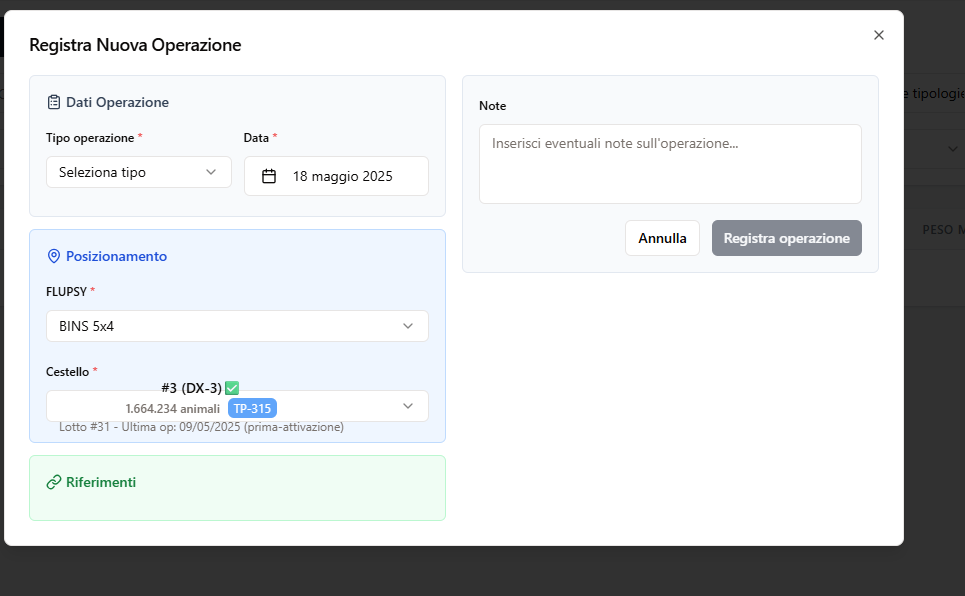 Registra Nuova Operazione
Dati Operazione
Tipo operazione *
Data *
Seleziona tipo
18 maggio 2025
Posizionamento
FLUPSY *
BINS 5x4
Cestello *
#3 (DX-3) ✅
1.664.234 animali TP-315
Lotto #31 - Ultima op: 09/05/2025 (prima-attivazione)
Riferimenti
Note
Inserisci eventuali note sull'operazione...
Annulla
Registra operazione
e tipologie
PESO M